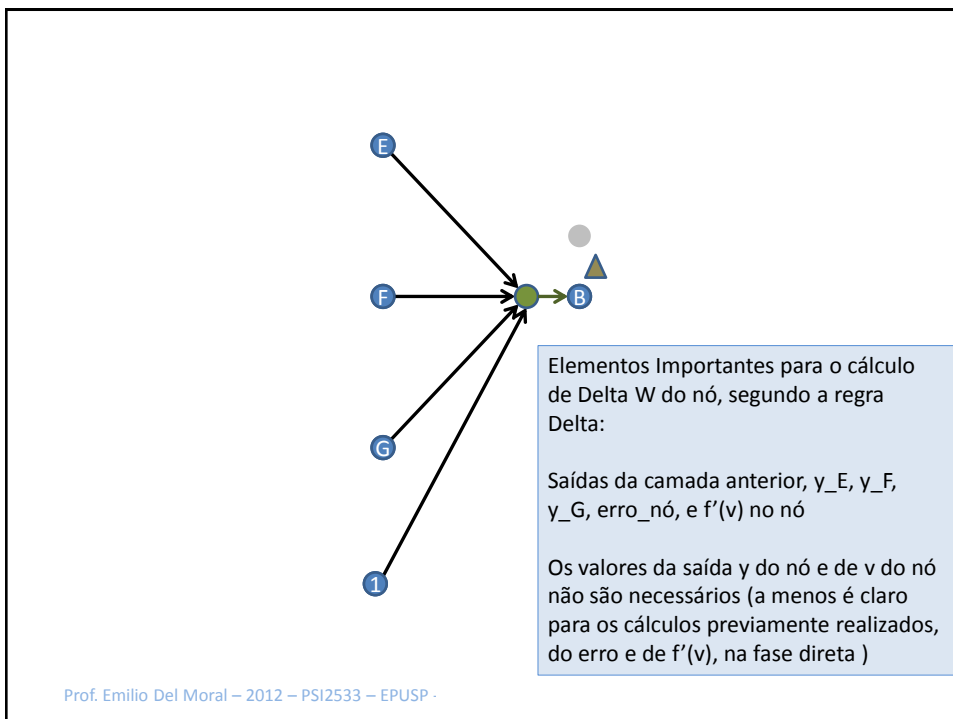 E
F
B
G
1
Elementos Importantes para o cálculo
de Delta W do nó, segundo a regra
Delta:
Saídas da camada anterior, y_E, y_F,
y_G, erro_nó, e f’(v) no nó
Os valores da saída y do nó e de v do nó
não são necessários (a menos é claro
para os cálculos previamente realizados,
do erro e de f’(v), na fase direta )
Prof. Emilio Del Moral – 2012 – PSI2533 – EPUSP -